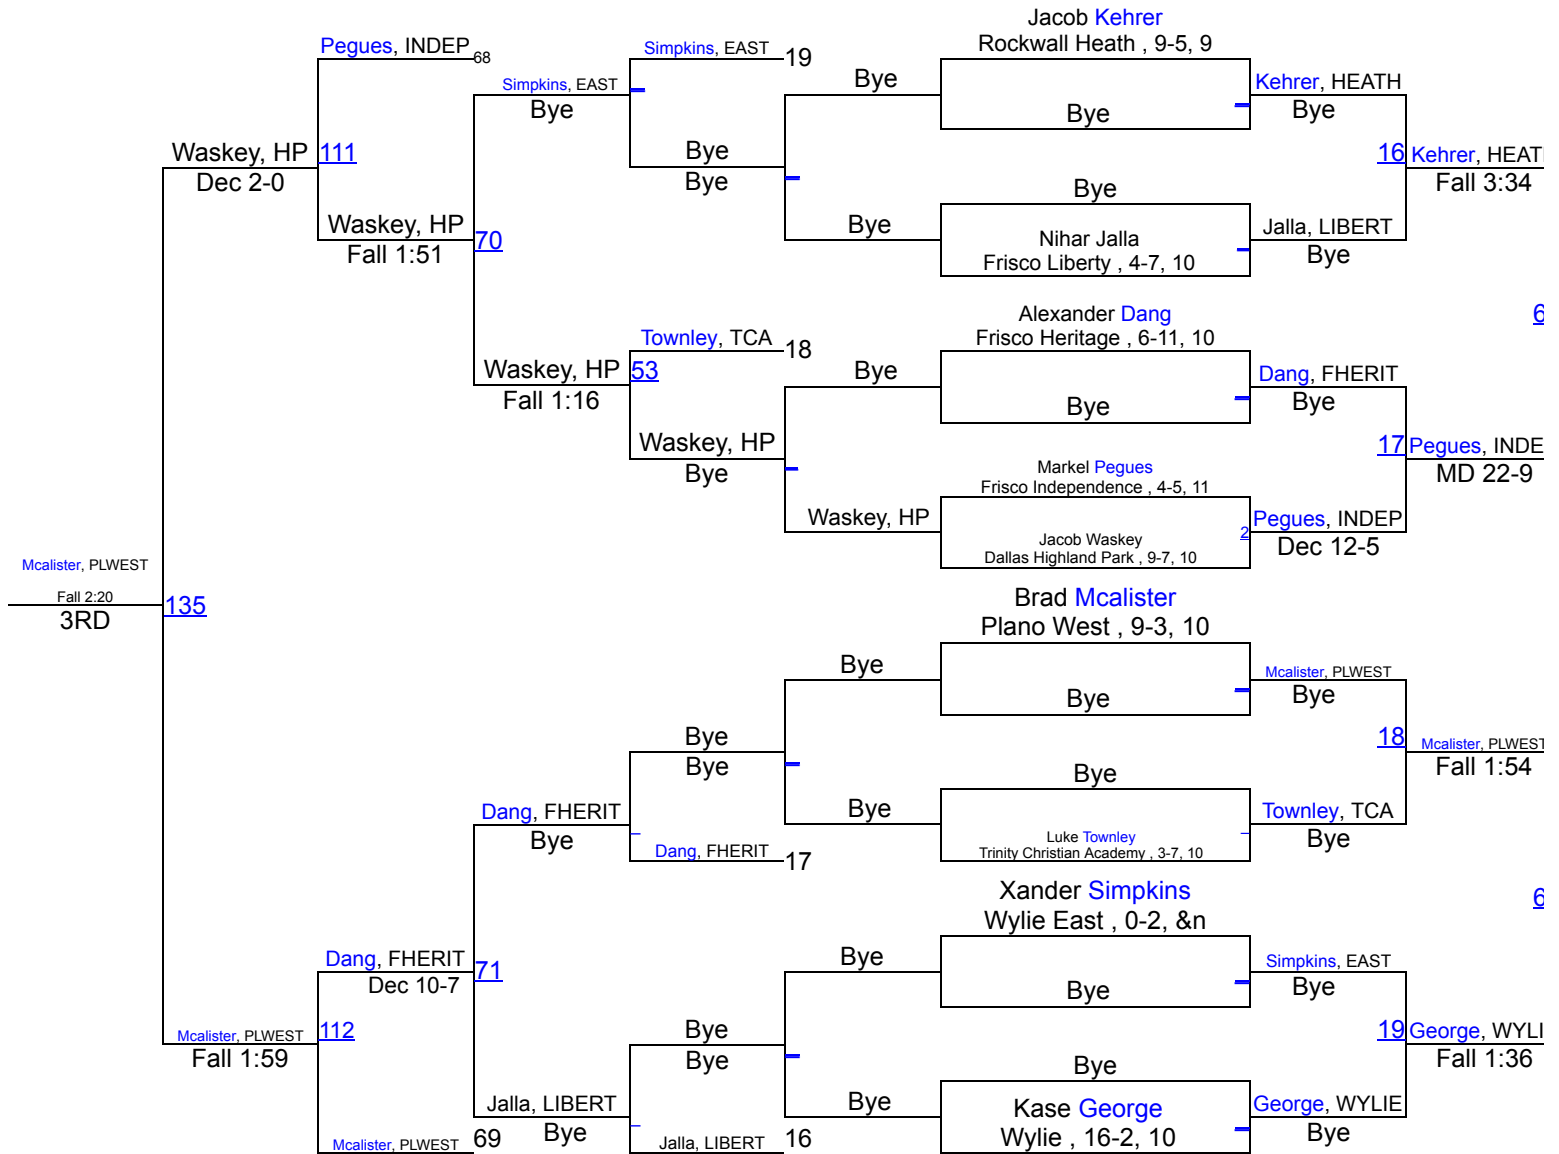 Jacob Kehrer
Pegues, INDEP 68
Simpkins, EAST 19
Rockwall Heath , 9-5, 9
Simpkins, EAST
Bye
Kehrer, HEATH
Bye
Bye
Bye
Waskey, HP 111
Bye
16 Kehrer, HEATH
Dec 2-0
Bye
Bye
Fall 3:34
Waskey, HP
Bye
Nihar Jalla
Jalla, LIBERT
Fall 1:51
70
Frisco Liberty , 4-7, 10
Bye
Alexander Dang
6
Townley, TCA 18
Frisco Heritage , 6-11, 10
Waskey, HP 53
Bye
Dang, FHERIT
Fall 1:16
Bye
Bye
Waskey, HP
17 Pegues, INDE
Bye
Markel Pegues
MD 22-9
Frisco Independence , 4-5, 11
Waskey, HP
Pegues, INDEP
Jacob Waskey
2
Dec 12-5
Dallas Highland Park , 9-7, 10
Mcalister, PLWEST
Fall 2:20
135
3RD
Brad Mcalister
Plano West , 9-3, 10
Bye
Mcalister, PLWEST
Bye
Bye
Bye
18 Mcalister, PLWEST
Bye
Bye
Fall 1:54
Dang, FHERIT
Bye
Townley, TCA
Bye
Luke Townley
Bye
Dang, FHERIT 17
Trinity Christian Academy , 3-7, 10
Xander Simpkins
6
Wylie East , 0-2, &n
Dang, FHERIT
Bye
Simpkins, EAST
Dec 10-7
71
Bye
Bye
Mcalister, PLWEST 112
Bye
19 George, WYLI
Fall 1:59
Bye
Bye
Fall 1:36
Jalla, LIBERT
Bye
Kase George
George, WYLIE
Bye
Wylie , 16-2, 10
Bye
Mcalister, PLWEST 69
Jalla, LIBERT 16